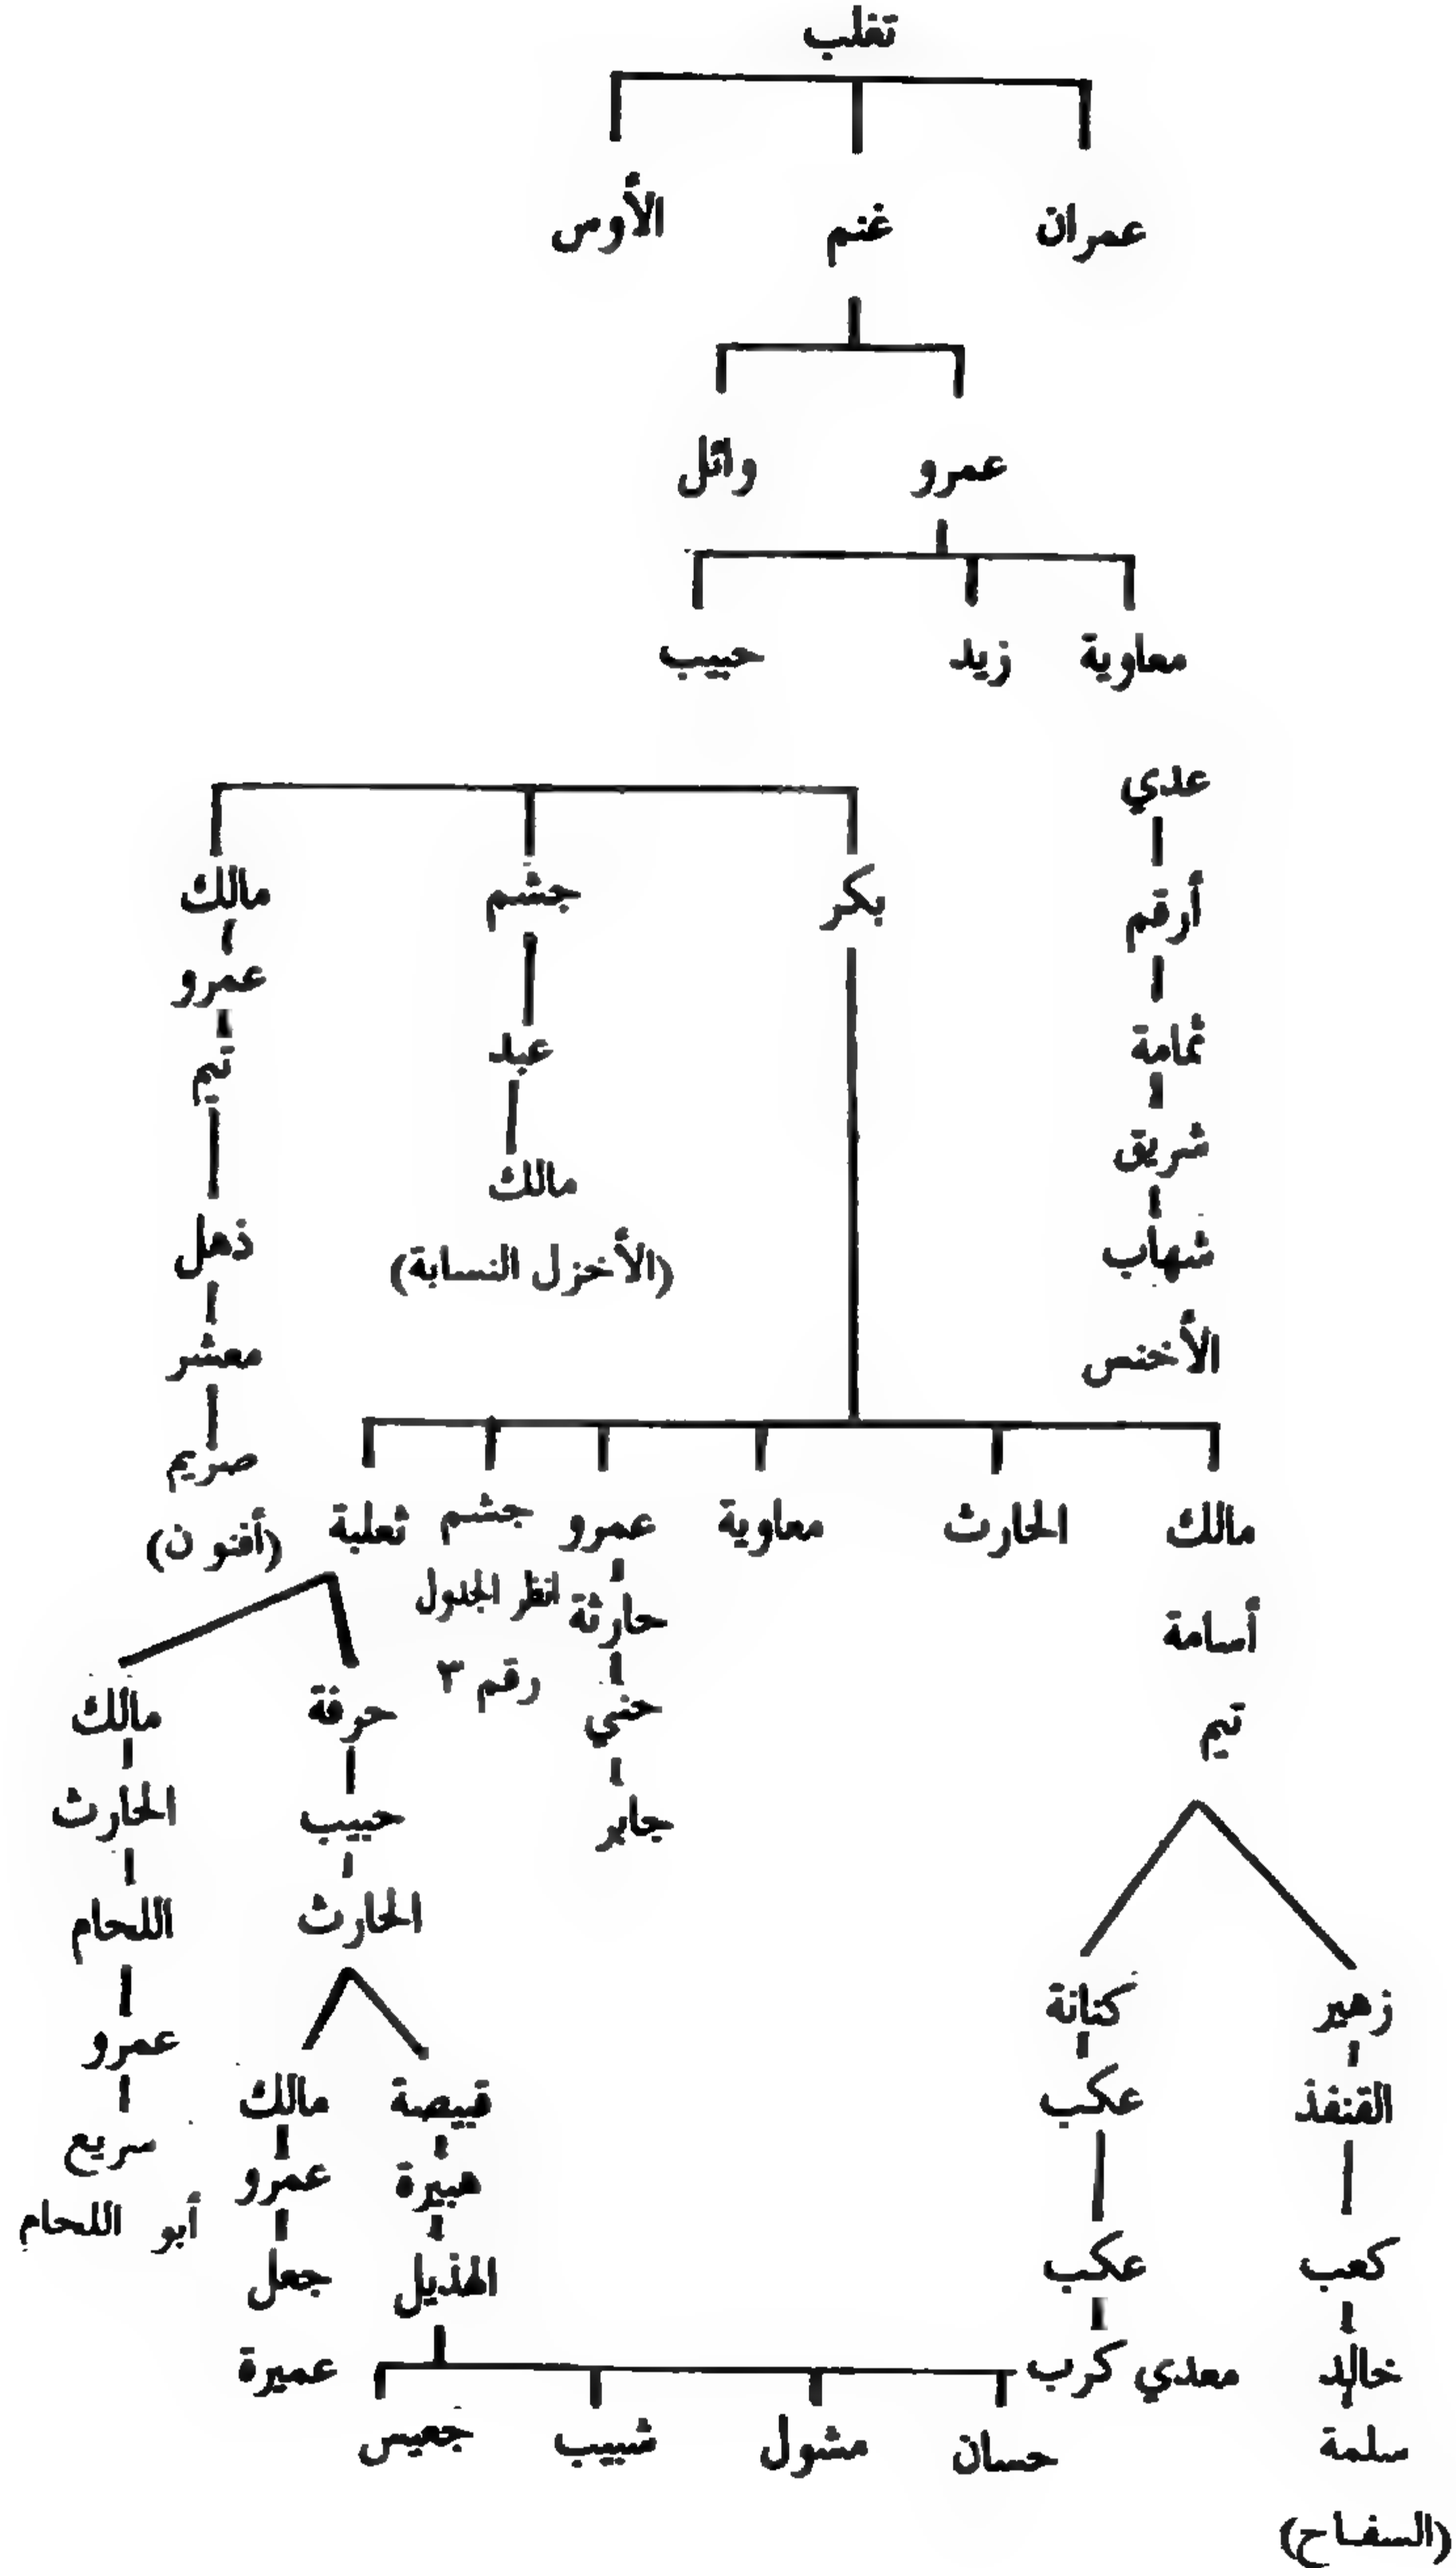 تغلب
عمران غنم الأوس
عمرو وائل
معاوية زيد حبيب
عدي
بكر جشم مالك
أرقم
عمرو
ثمامة
عبد
تيم
شريق
مالك
ذهل
شهاب
(الأخزل النسابة)
الأخنس
معشر
صريم
مالك الحارث معاوية عمرو جشم ثعلبة (أفنون)
أسامة
حارثة
انظر الجدول
رقم ٣
تيم
حني
حرفة
مالك
جابر
حبيب
الحارث
الحارث
اللحام
زهير كنانة
عمرو
القنفذ عكب
قبيصة مالك
سريع
هبيرة عمرو
أبو اللحام
كعب عكب
الهذيل جعل
خالد معدي كرب
عميرة
سلمة
حسان مشول شبيب جعيس
(السفاح)